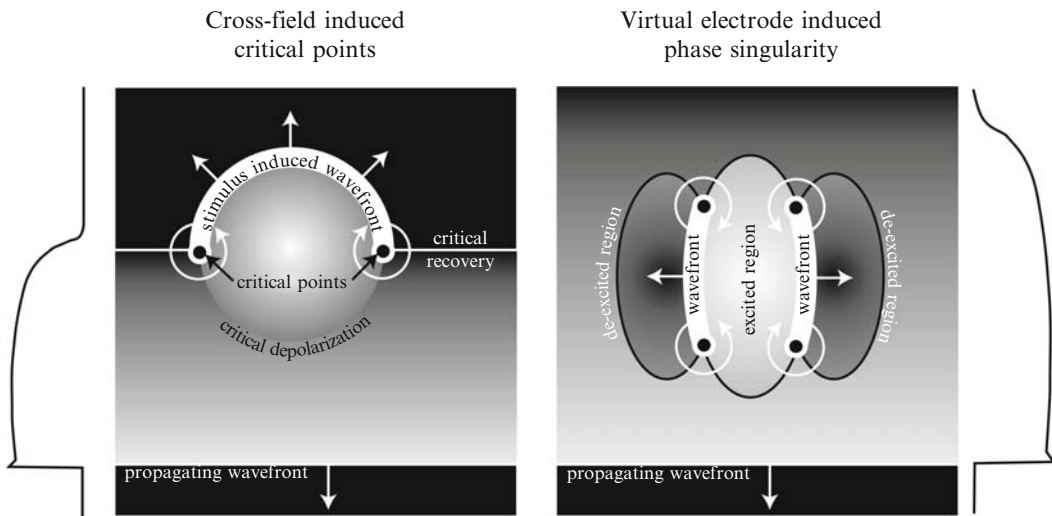 Cross-field induced
critical points
Virtual electrode induced
phase singularity
stimulus induced wavefront
critical
recovery
critical points
critical depolarization
propagating wavefront
de-excited region
wavefront
excited region
wavefront
de-excited region
propagating wavefront